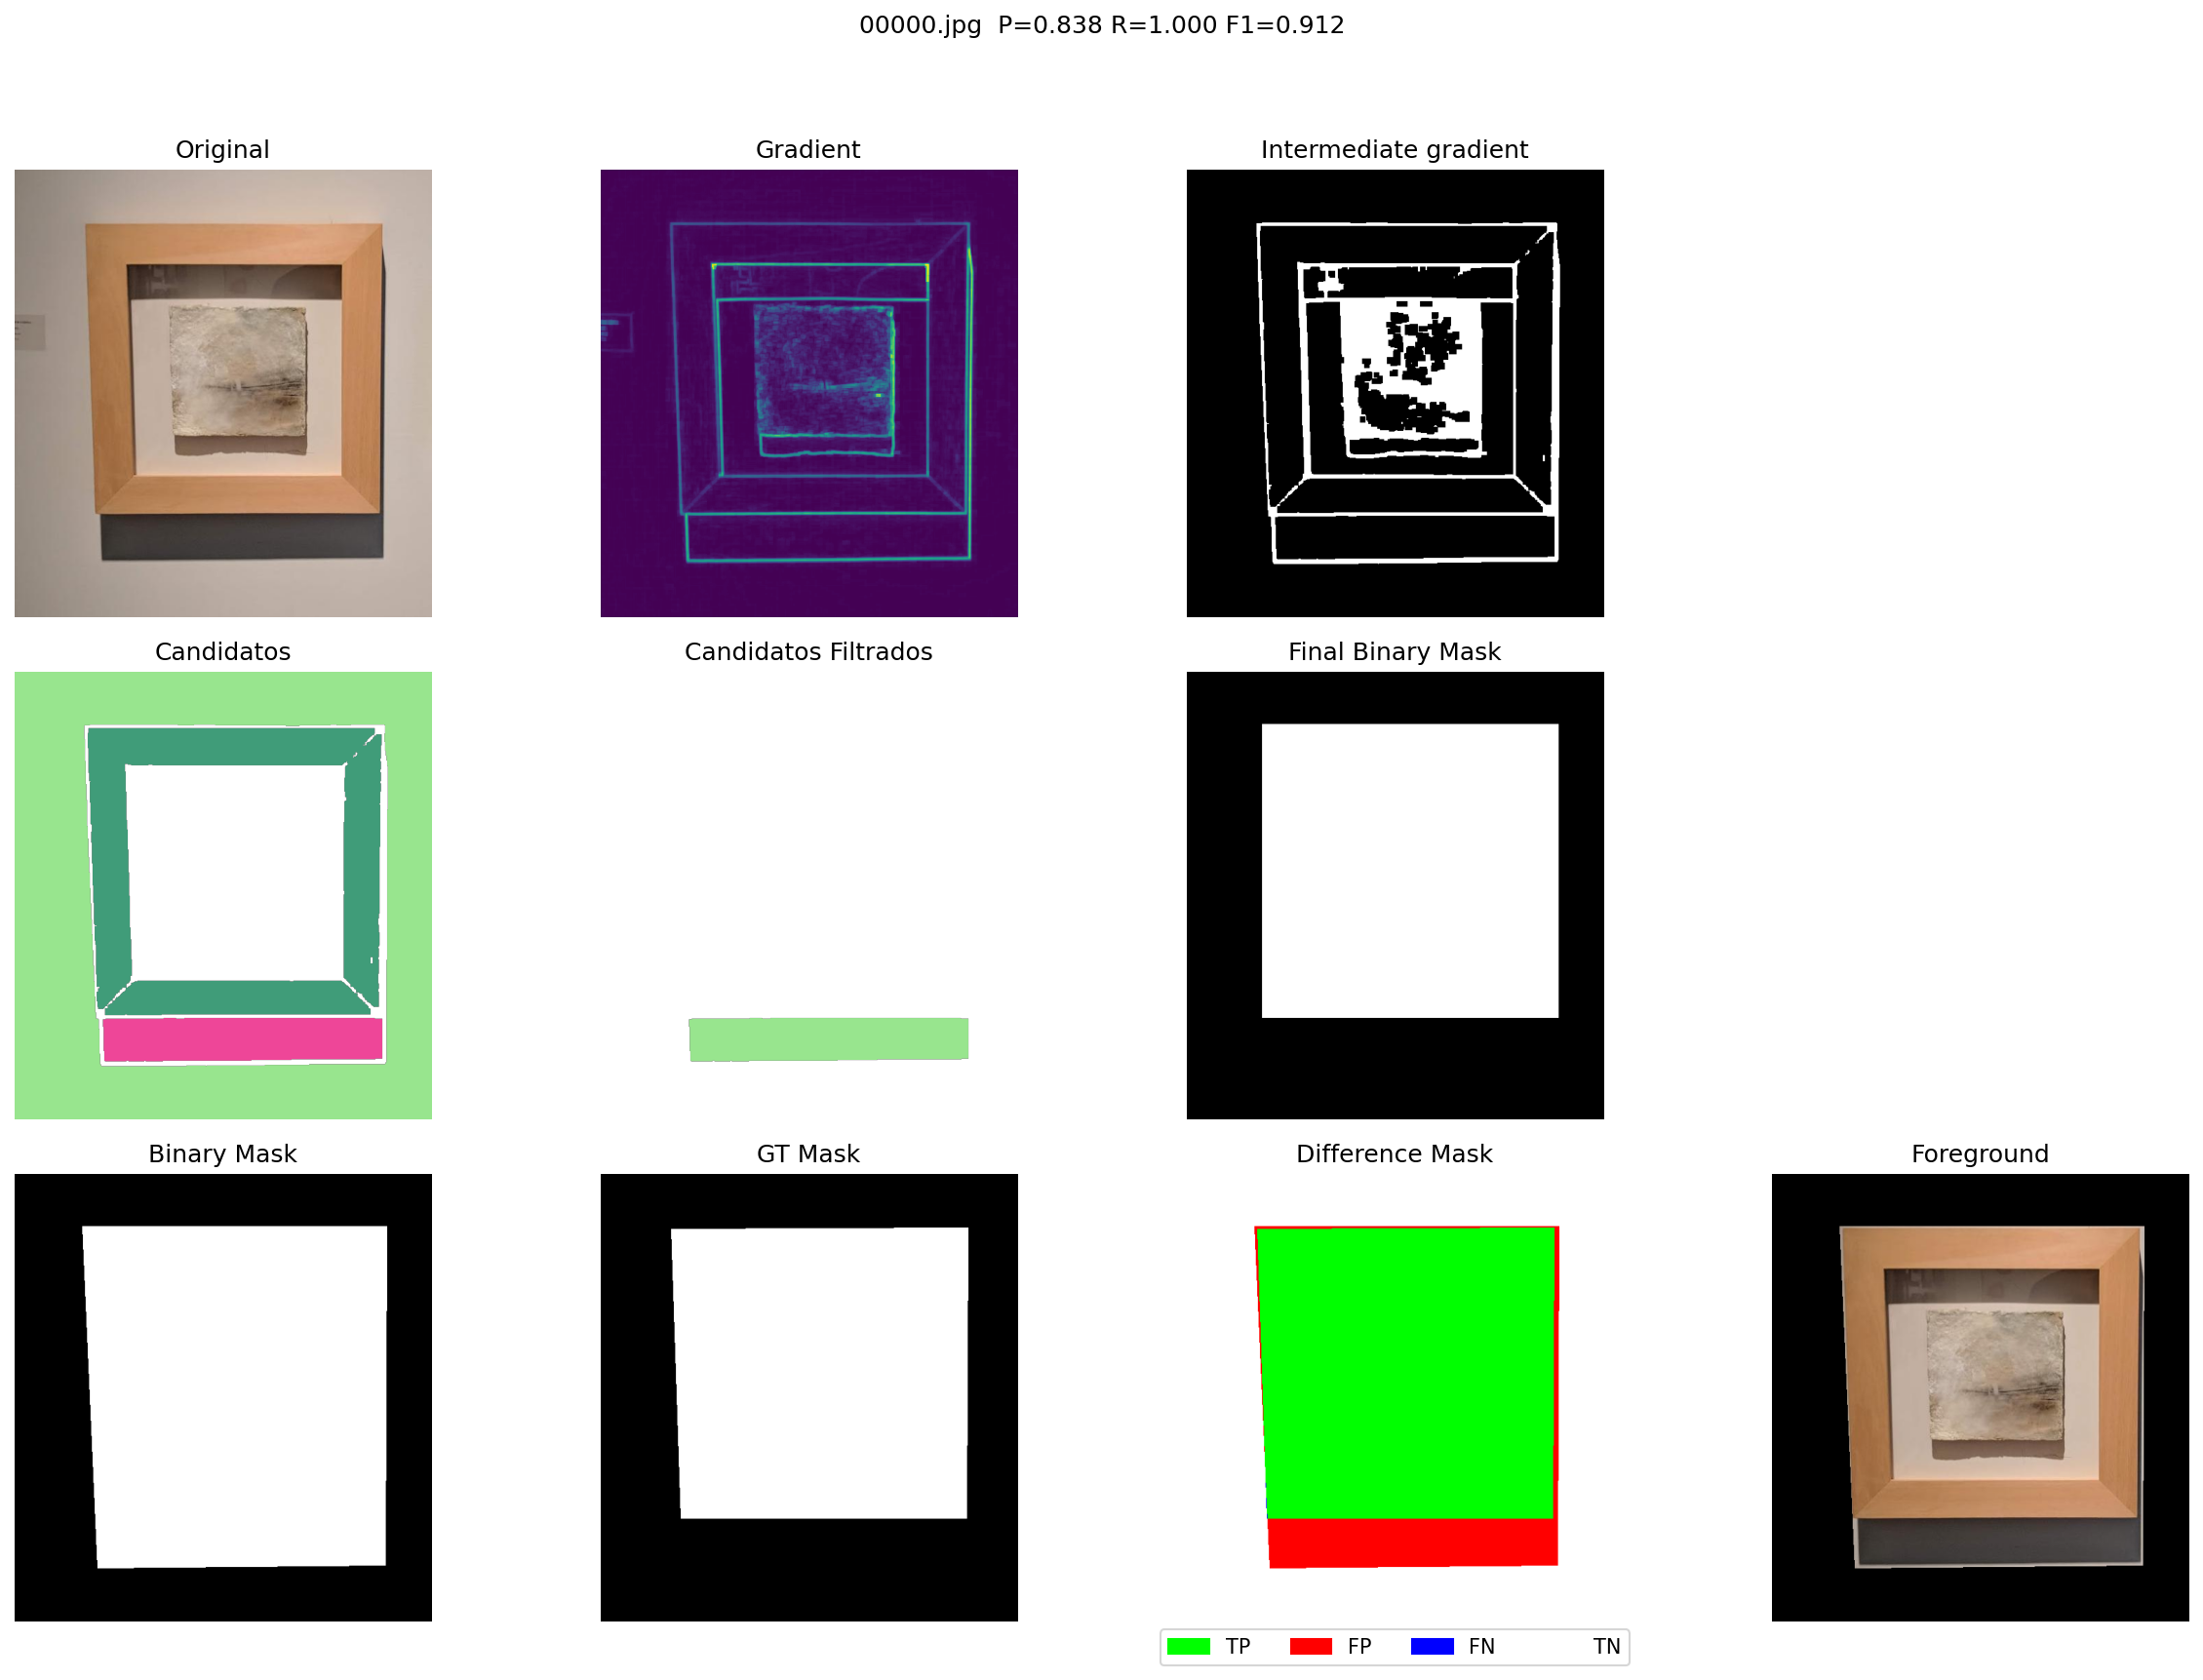 00000.jpg  P=0.838 R=1.000 F1=0.912
Original
Gradient
Intermediate gradient
Candidatos
Candidatos Filtrados
Final Binary Mask
Binary Mask
GT Mask
Difference Mask
Foreground
TP
FP
FN
TN